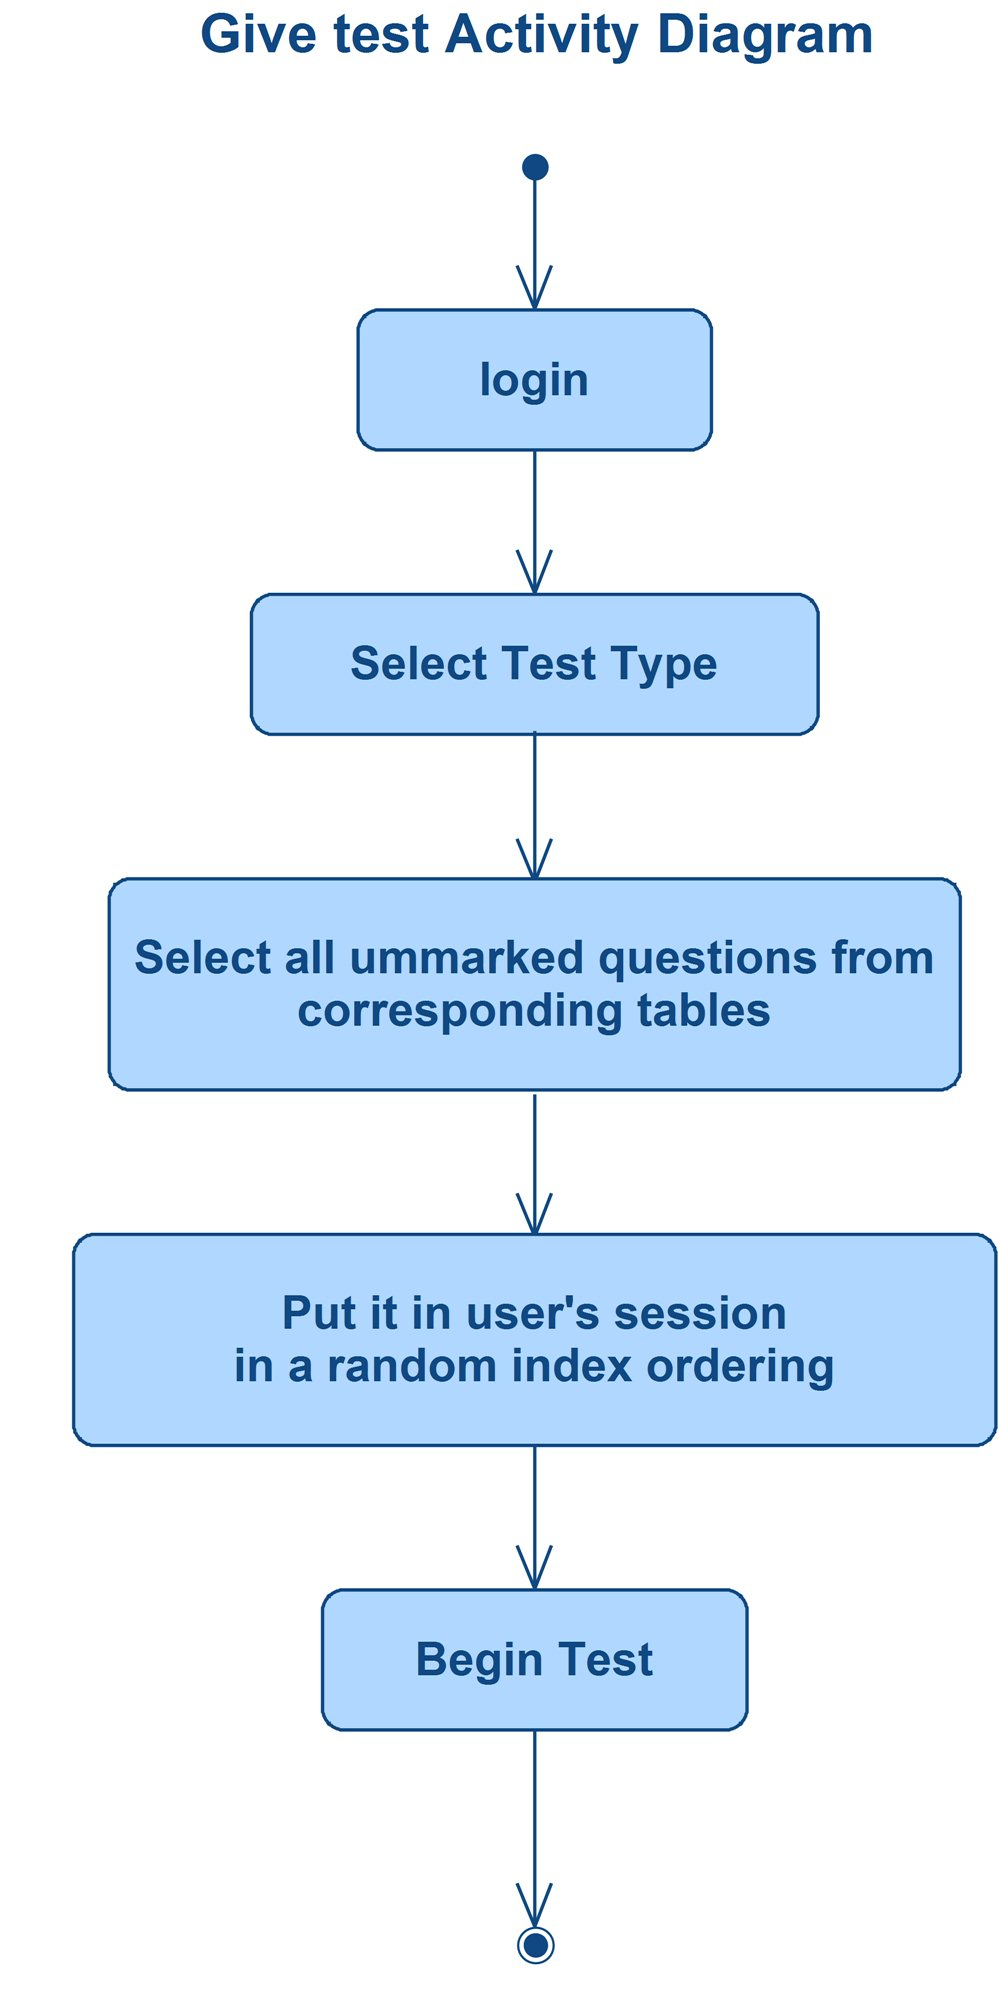 Give test Activity Diagram
login
Select Test Type
Select all ummarked questions from
corresponding tables
Put it in user's session
in a random index ordering
Begin Test